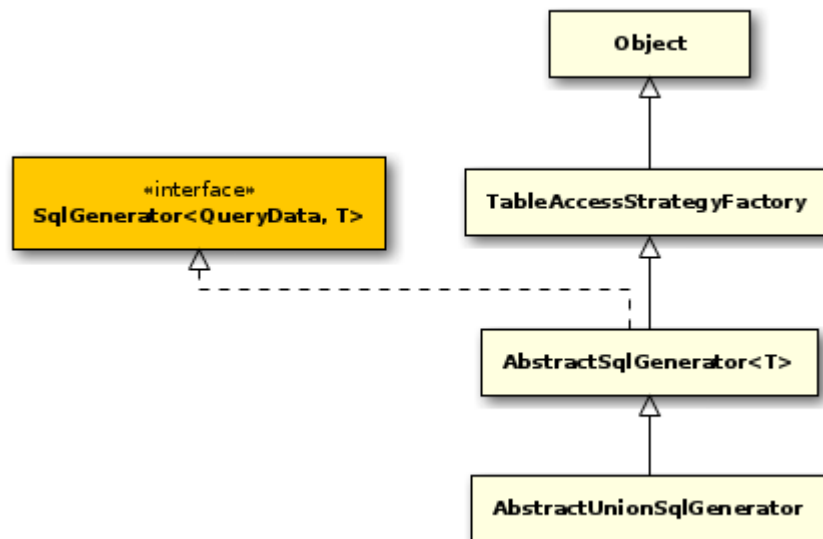 Object
«interface»
SqlGenerator<QueryData, T>
TableAccessStrategyFactory
AbstractSqlGenerator<T>
AbstractUnionSqlGenerator